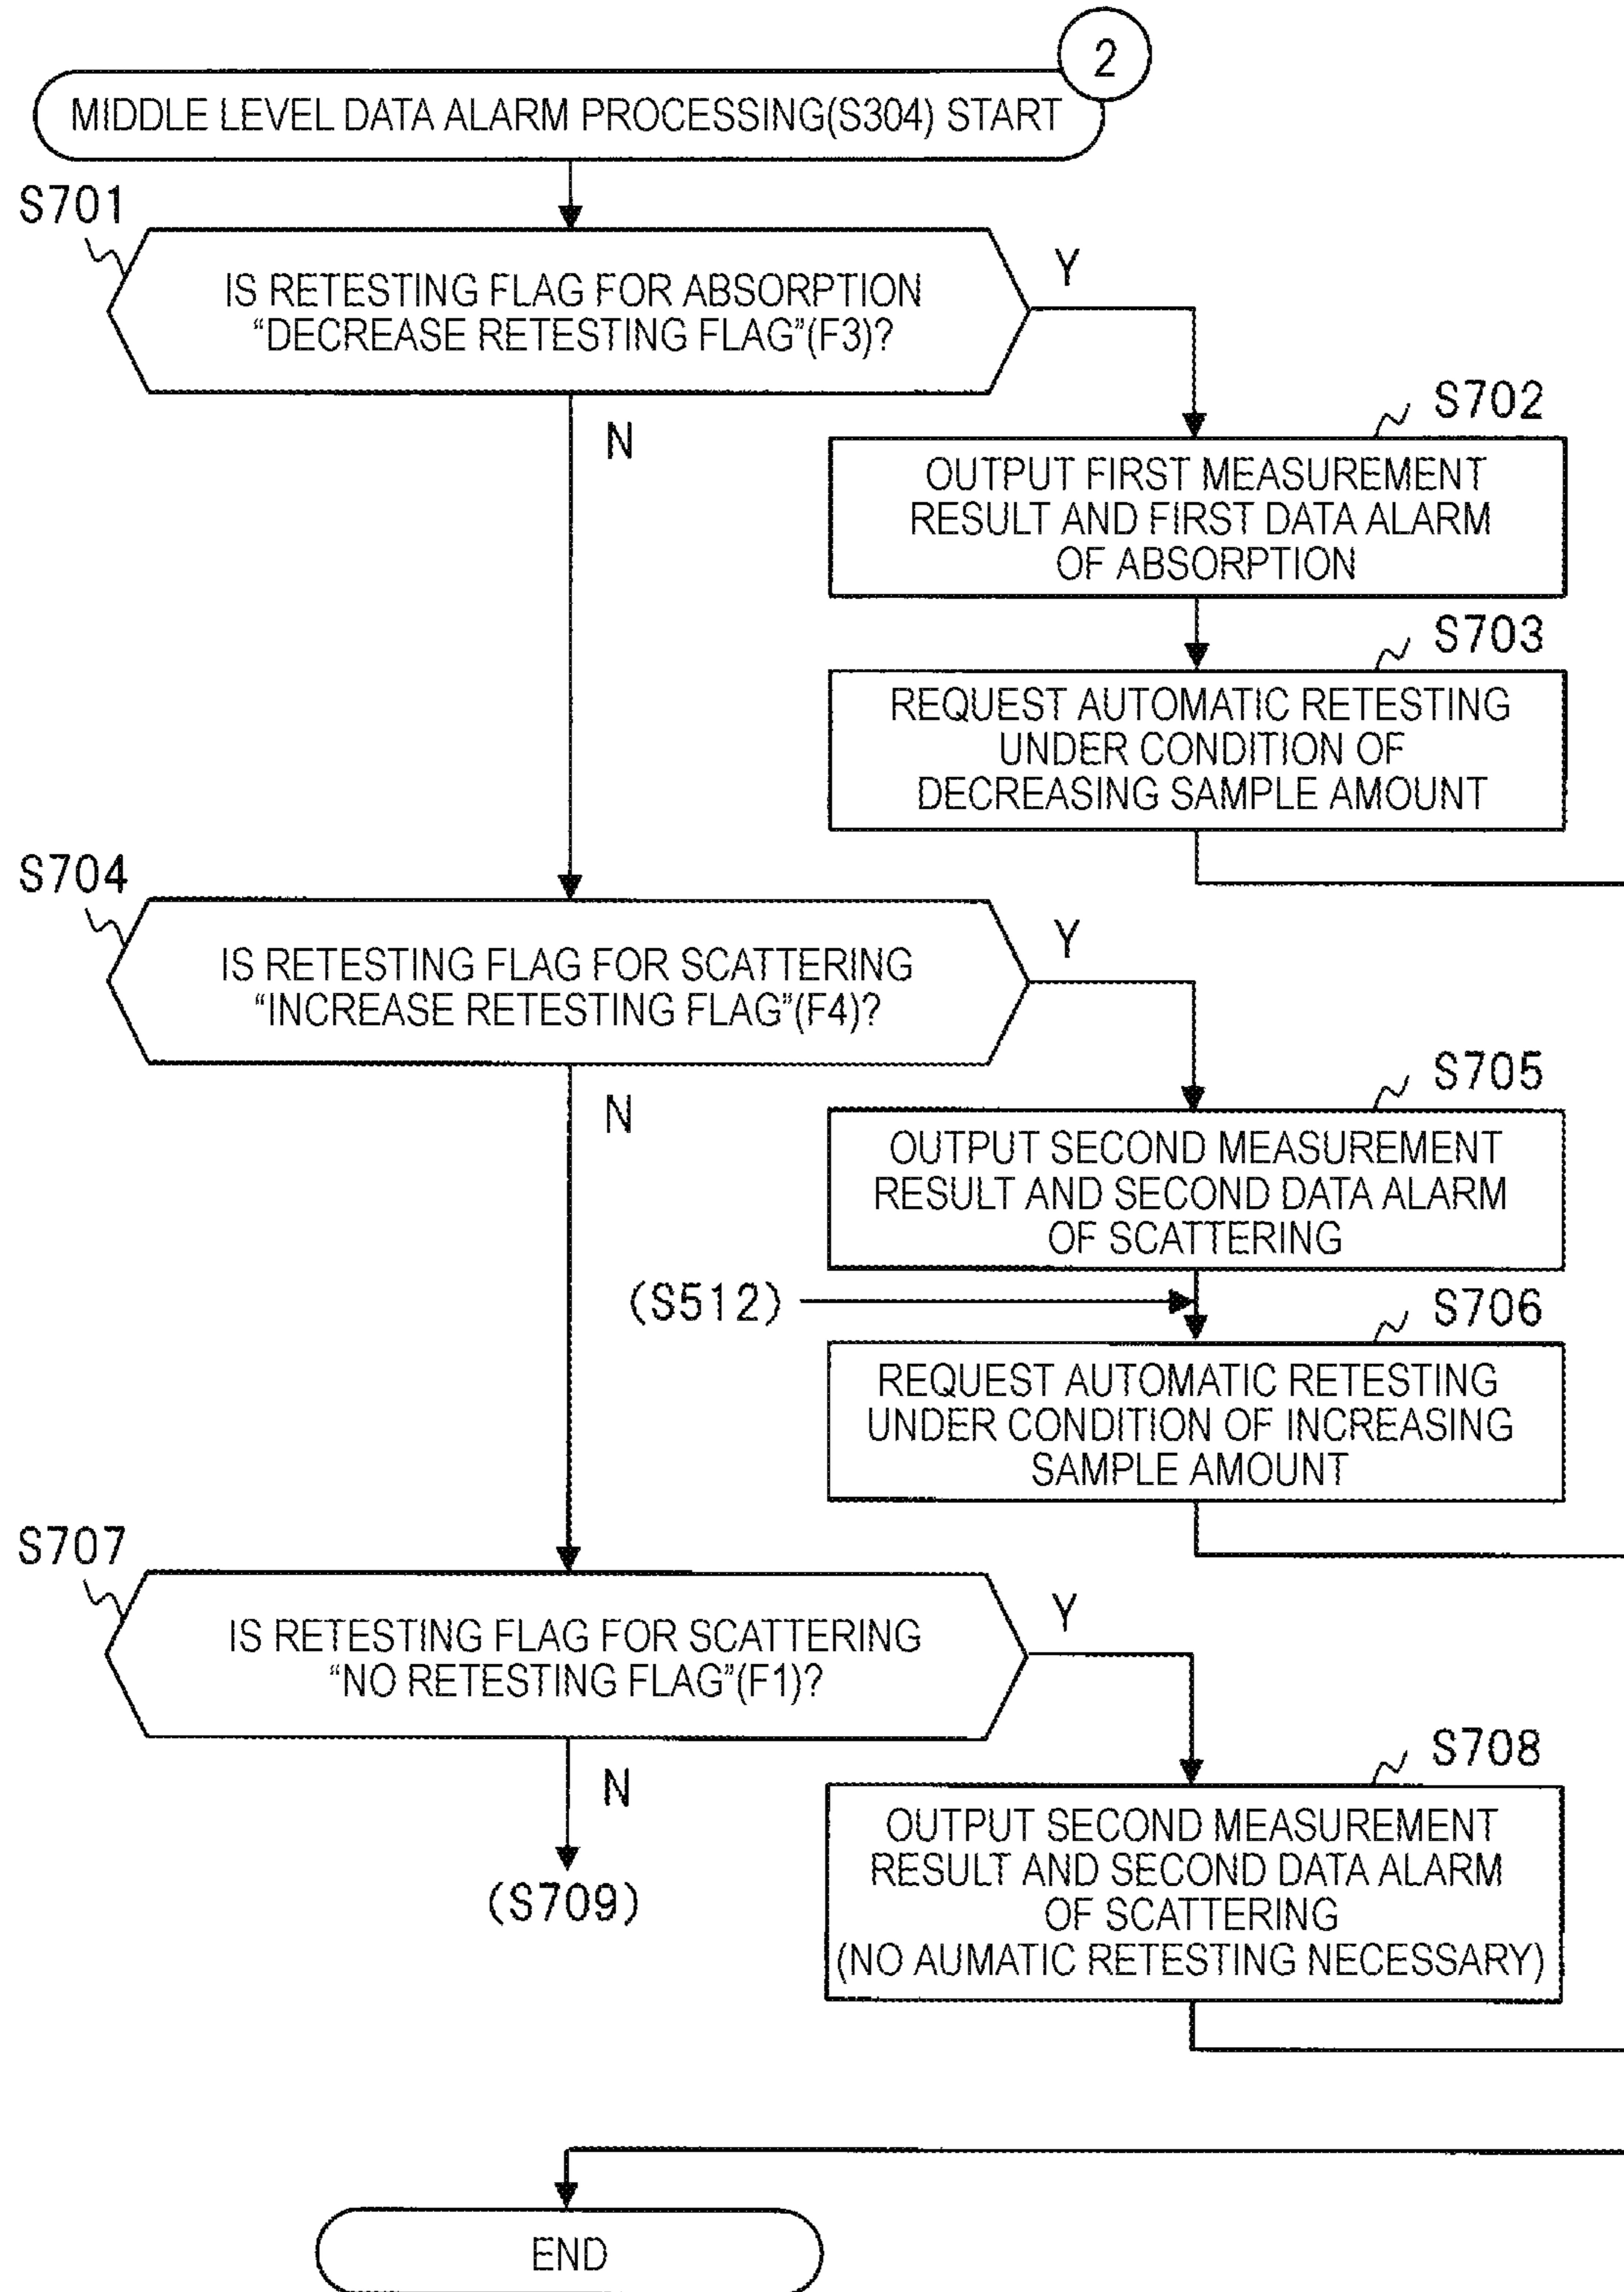 2
MIDDLE LEVEL DATA ALARM PROCESSING(S304) START
S701
IS RETESTING FLAG FOR ABSORPTION
“DECREASE RETESTING FLAG”(F3)?
Y
N
S702
OUTPUT FIRST MEASUREMENT
RESULT AND FIRST DATA ALARM
OF ABSORPTION
S703
REQUEST AUTOMATIC RETESTING
UNDER CONDITION OF
DECREASING SAMPLE AMOUNT
S704
IS RETESTING FLAG FOR SCATTERING
“INCREASE RETESTING FLAG”(F4)?
Y
N
S705
OUTPUT SECOND MEASUREMENT
RESULT AND SECOND DATA ALARM
OF SCATTERING
(S512)
S706
REQUEST AUTOMATIC RETESTING
UNDER CONDITION OF INCREASING
SAMPLE AMOUNT
S707
IS RETESTING FLAG FOR SCATTERING
“NO RETESTING FLAG”(F1)?
Y
N
(S709)
S708
OUTPUT SECOND MEASUREMENT
RESULT AND SECOND DATA ALARM
OF SCATTERING
(NO AUMATIC RETESTING NECESSARY)
END